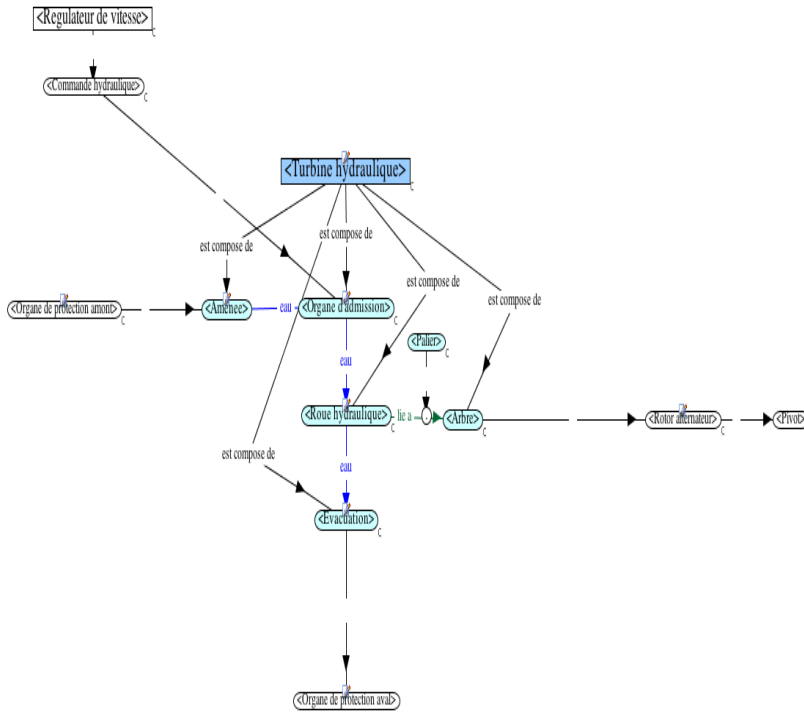 <Regulateur de vitesse>
C
<Commande hydraulique>
C
<Turbine hydraulique>
C
est compose de
est compose de
est compose de
est compose de
<Organe de protection amont>
C
<Amenee>
eau
<Organe d'admission>
C
<Palier>
C
eau
<Roue hydraulique>
C
lie a
.
<Arbre>
C
<Rotor alternateur>
C
<Pivot>
est compose de
eau
<Evacuation>
C
<Organe de protection aval>